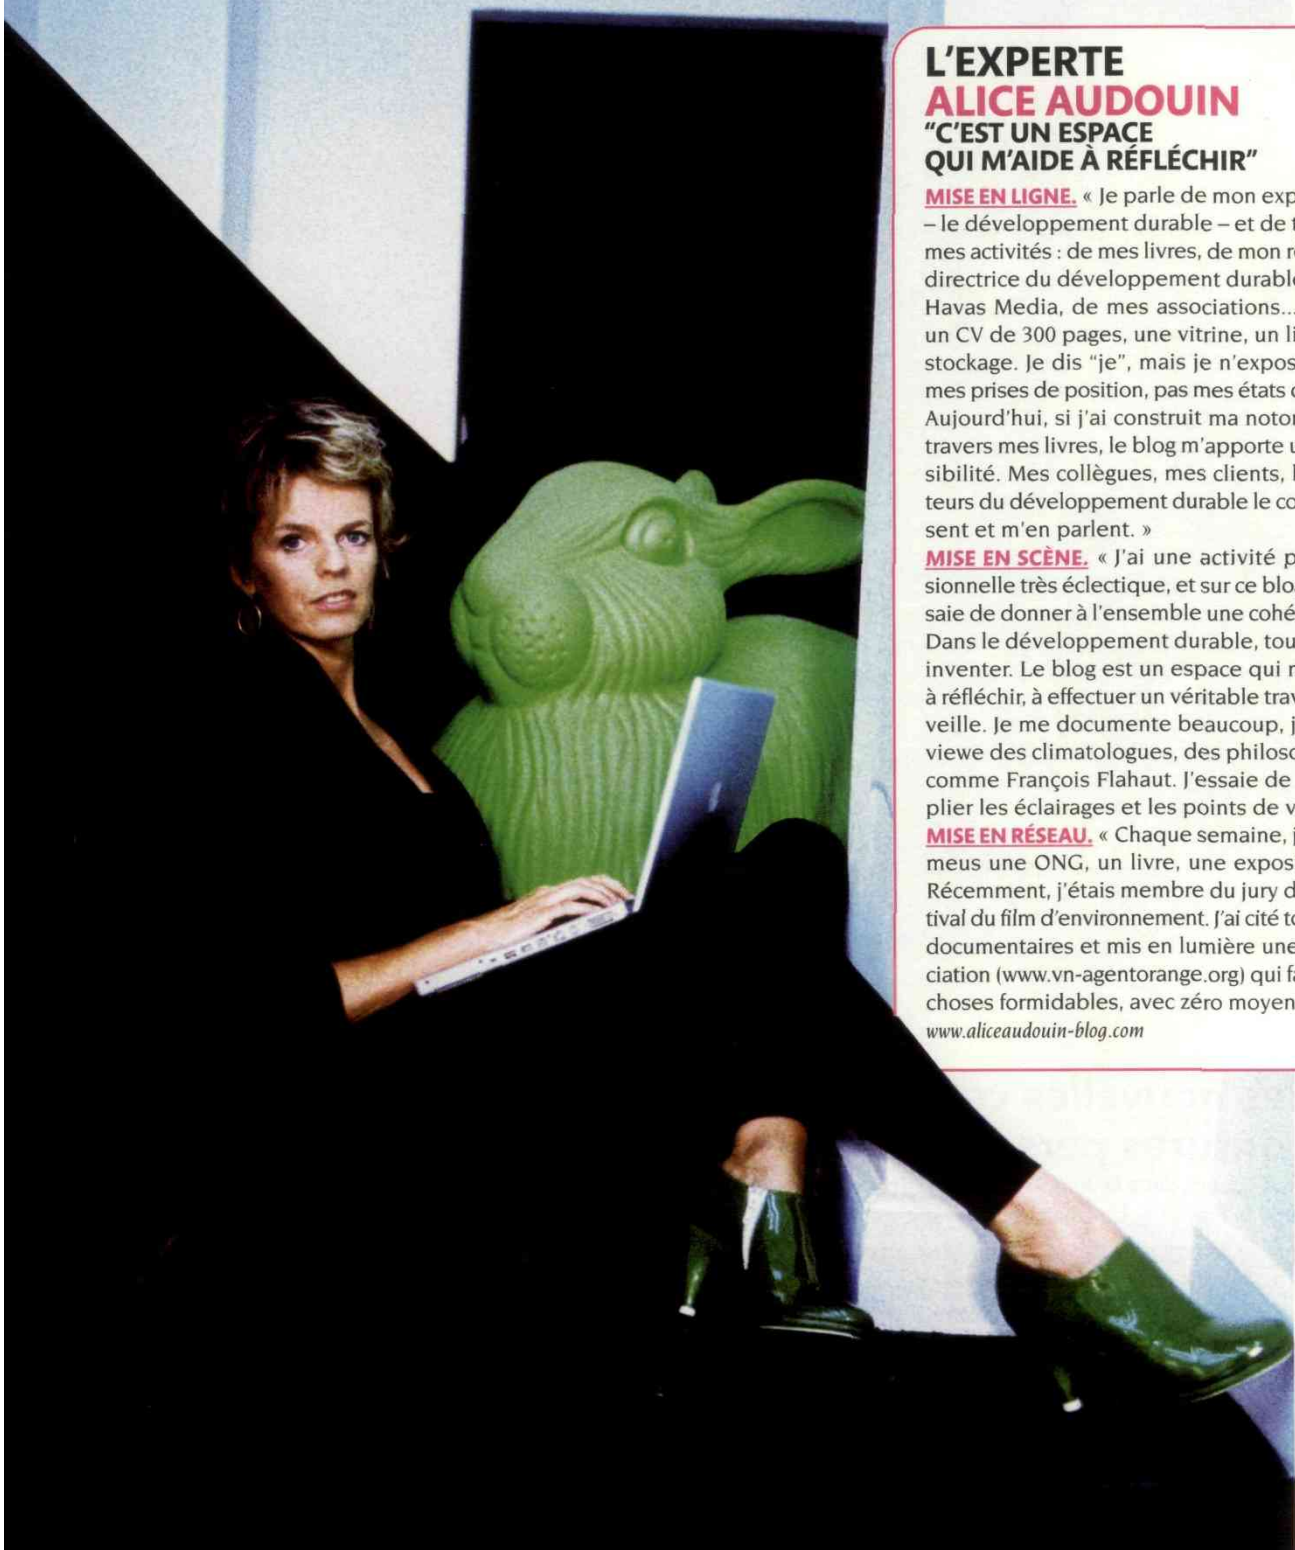 L'EXPERTE
ALICE AUDOUIN
"C'EST UN ESPACE
QUI M'AIDE À RÉFLÉCHIR"
MISE EN LIGNE. « Je parle de mon exp
– le développement durable – et de t
mes activités : de mes livres, de mon r
directrice du développement durable
Havas Media, de mes associations...
un CV de 300 pages, une vitrine, un li
stockage. Je dis "je", mais je n'expos
mes prises de position, pas mes états
Aujourd'hui, si j'ai construit ma notor
travers mes livres, le blog m'apporte u
sibilité. Mes collègues, mes clients, l
teurs du développement durable le co
sent et m'en parlent. »
MISE EN SCÈNE. « J'ai une activité p
sionnelle très éclectique, et sur ce blo
saie de donner à l'ensemble une cohé
Dans le développement durable, tou
inventer. Le blog est un espace qui
à réfléchir, à effectuer un véritable trav
veille. Je me documente beaucoup, j
viewe des climatologues, des philoso
comme François Flahaut. J'essaie de
plier les éclairages et les points de v
MISE EN RÉSEAU. « Chaque semaine, j
meus une ONG, un livre, une expos
Récemment, j'étais membre du jury d
tival du film d'environnement. J'ai cité to
documentaires et mis en lumière une
ciation (www.vn-agentorange.org) qui fa
choses formidables, avec zéro moyen
www.aliceaudouin-blog.com